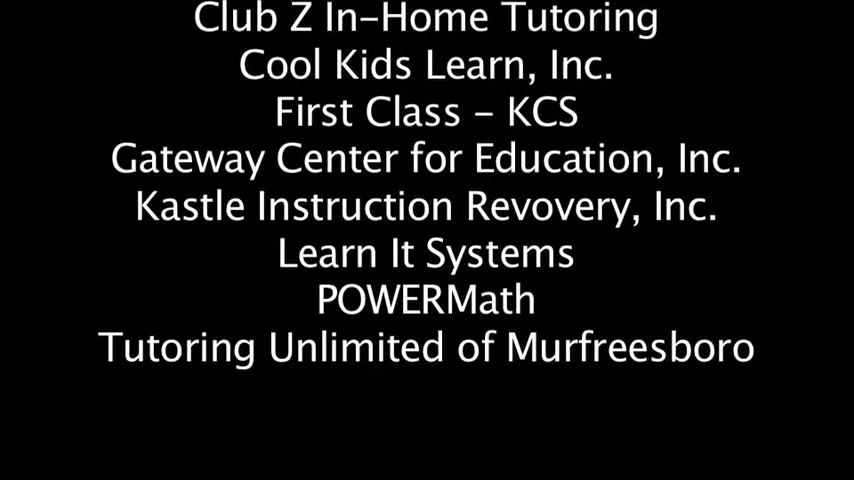 Club Z In-Home Tutoring
Cool Kids Learn, Inc.
First Class - KCS
Gateway Center for Education, Inc.
Kastle Instruction Revovery, Inc.
Learn It Systems
POWERMath
Tutoring Unlimited of Murfreesboro